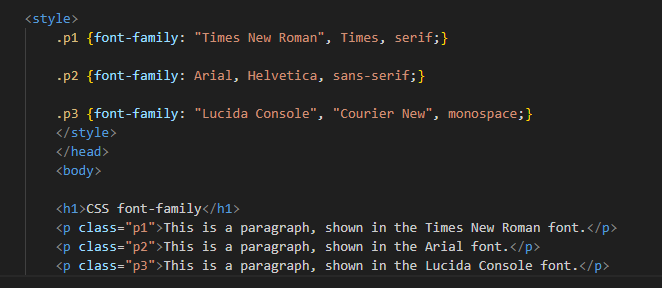 <style>
.p1 {font-family: "Times New Roman", Times, serif;}
.p2 {font-family: Arial, Helvetica, sans-serif;}
.p3 {font-family: "Lucida Console", "Courier New", monospace;}
</style>
</head>
<body>
<h1>CSS font-family</h1>
<p class="p1">This is a paragraph, shown in the Times New Roman font.</p>
<p class="p2">This is a paragraph, shown in the Arial font.</p>
<p class="p3">This is a paragraph, shown in the Lucida Console font.</p>